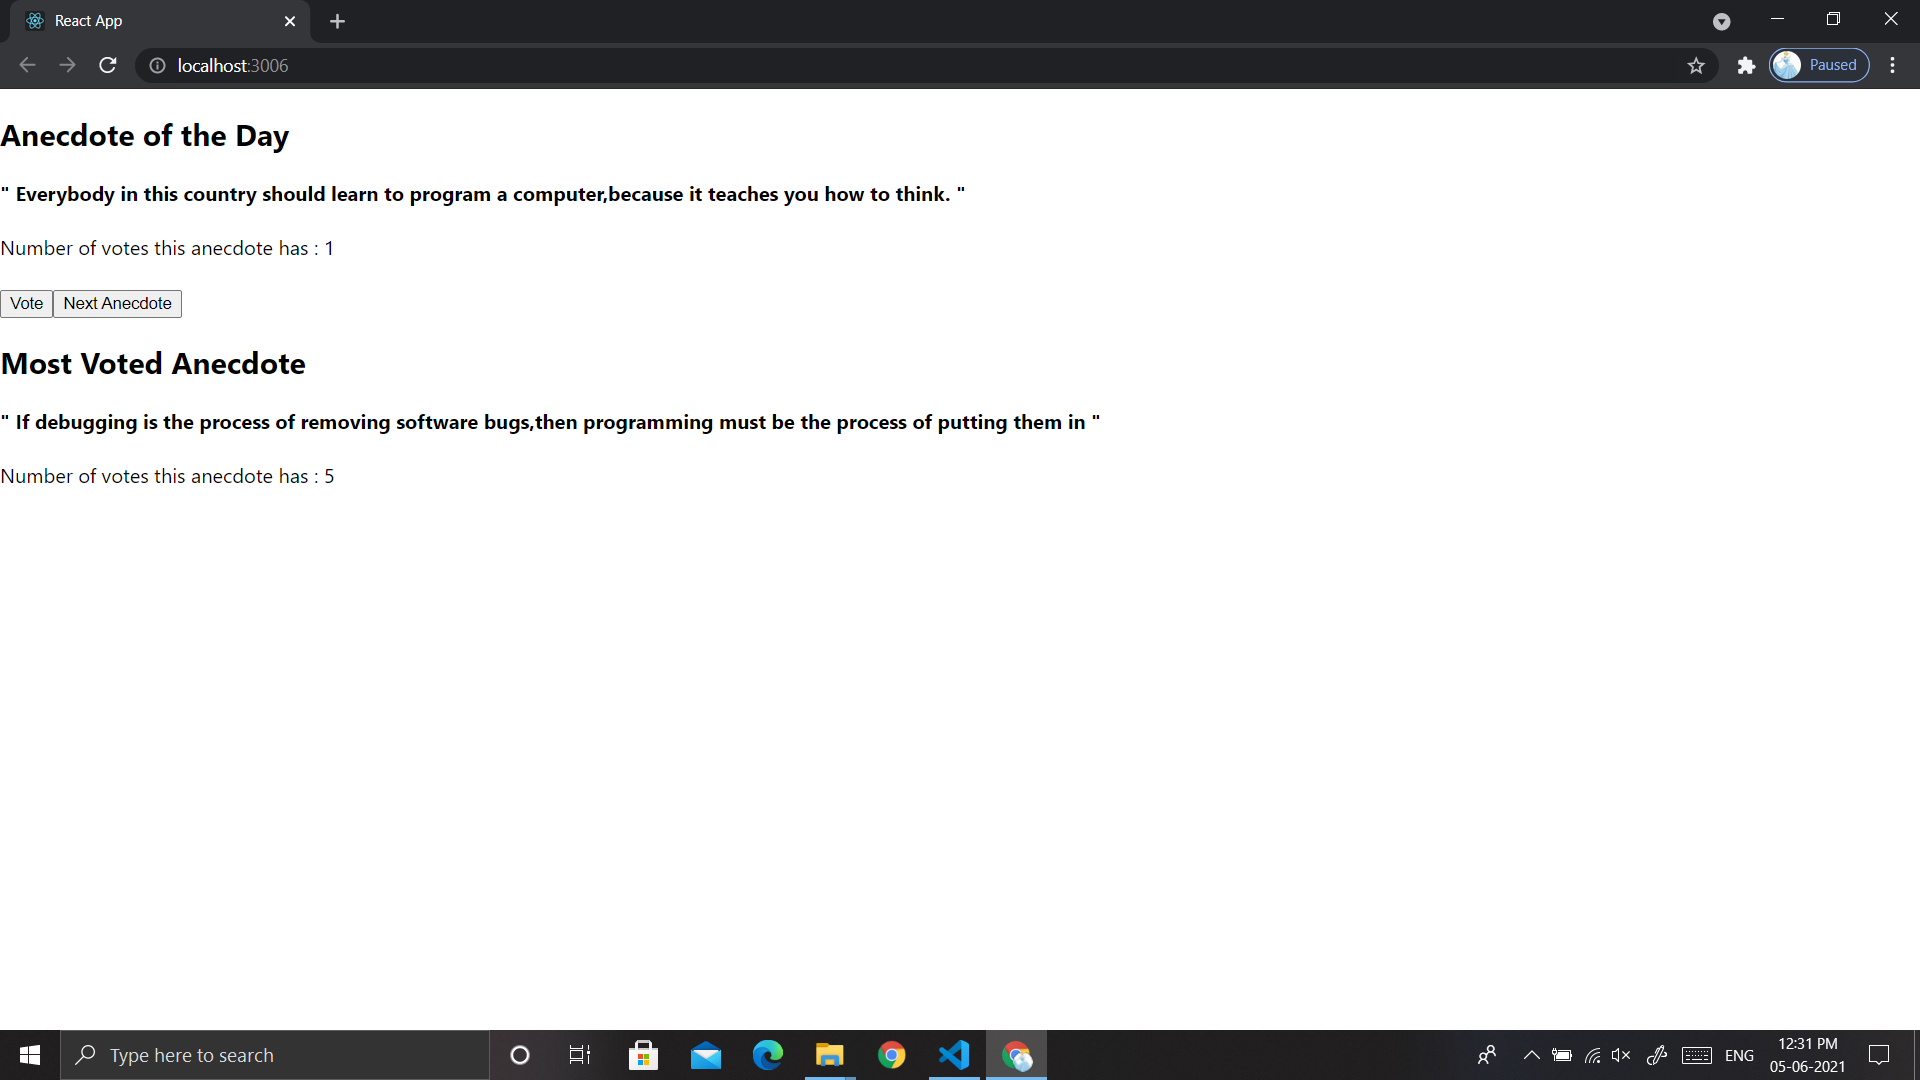 React App
localhost:3006
Paused
Anecdote of the Day
" Everybody in this country should learn to program a computer,because it teaches you how to think. "
Number of votes this anecdote has : 1
Vote Next Anecdote
Most Voted Anecdote
" If debugging is the process of removing software bugs,then programming must be the process of putting them in "
Number of votes this anecdote has : 5
Type here to search
ENG
12:31 PM
05-06-2021